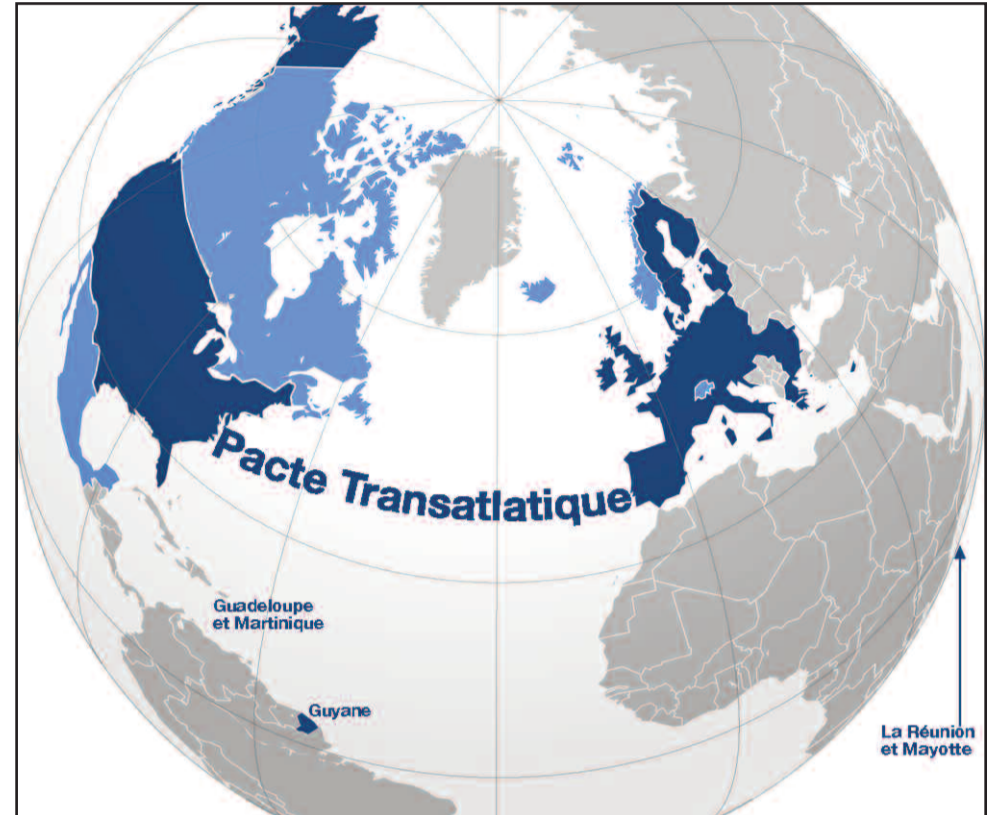 Pacte Transatlatique
Guadeloupe
et Martinique
Guyane
La Réunion
et Mayotte